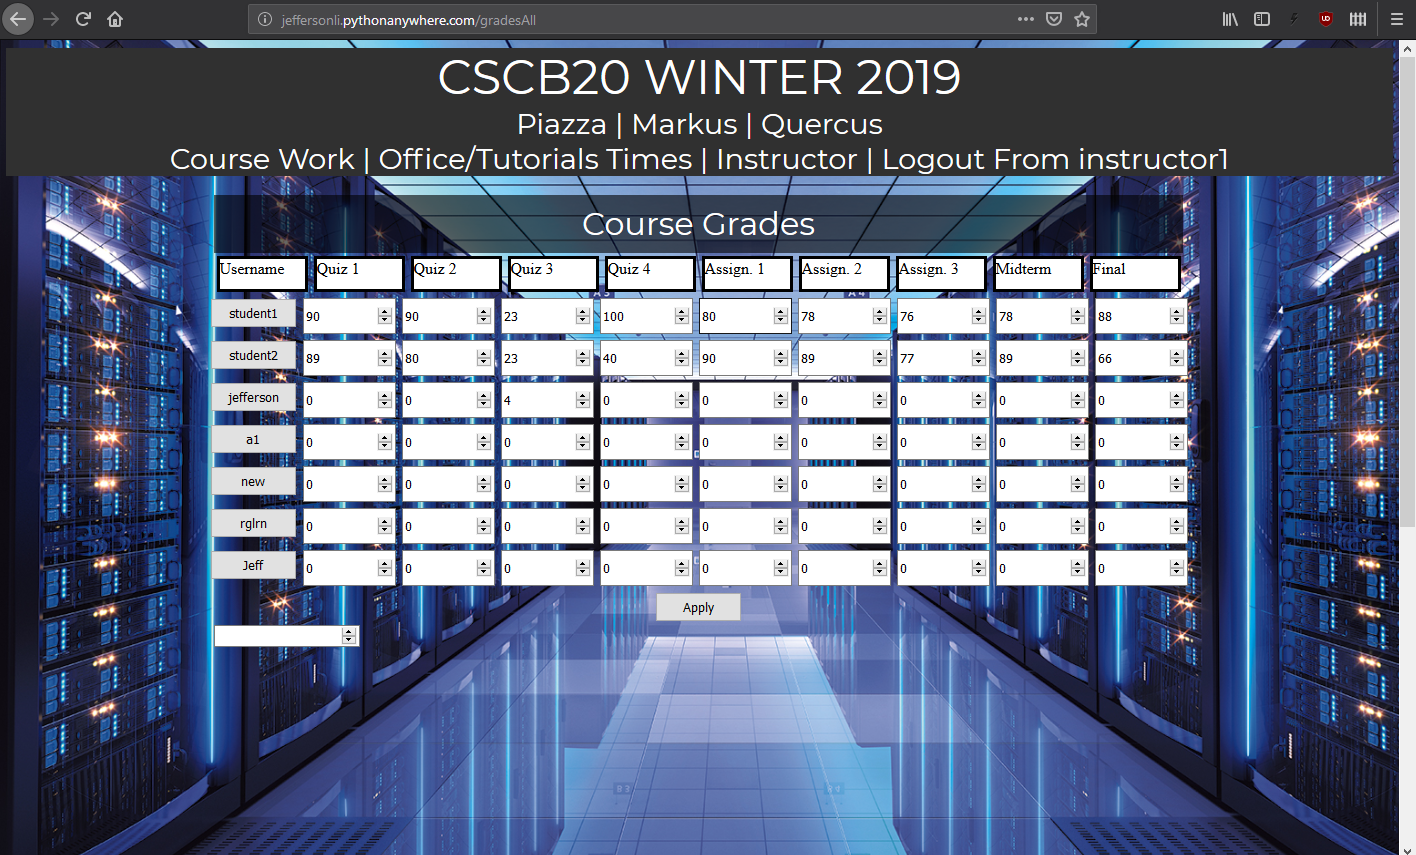 jeffersonli.pythonanywhere.com/gradesAll
CSCB20 WINTER 2019
Piazza | Markus | Quercus
Course Work | Office/Tutorials Times | Instructor | Logout From instructor1
Course Grades
Username Quiz 1 Quiz 2 Quiz 3 Quiz 4 Assign. 1 Assign. 2 Assign. 3 Midterm Final
student1 90 90 23 100 80 78 76 78 88
student2 89 80 23 40 90 89 77 89 66
jefferson 0 0 4 0 0 0 0 0 0
a1 0 0 0 0 0 0 0 0 0
new 0 0 0 0 0 0 0 0 0
rglrn 0 0 0 0 0 0 0 0 0
Jeff 0 0 0 0 0 0 0 0 0
Apply